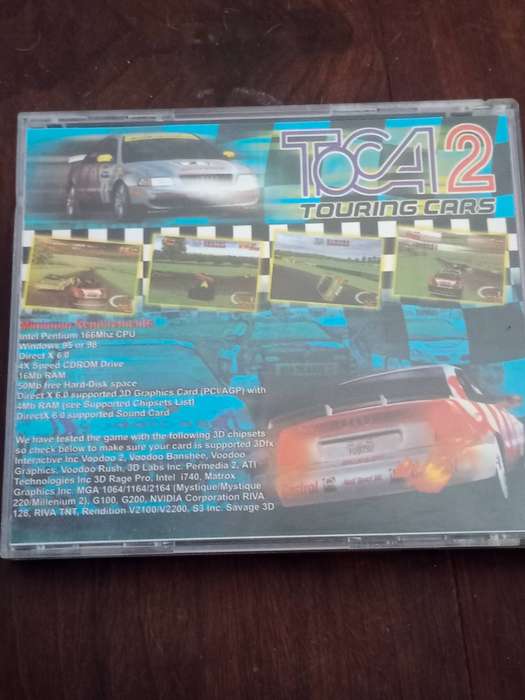 TOCA 2
TOURING CARS
Minimum Requirements
Intel Pentium 166Mhz CPU
Windows 95 or 98
Direct X 6.0
4X Speed CDROM Drive
16Mb RAM
50Mb free Hard-Disk space
Direct X 6.0 supported 3D Graphics Card (PCI/AGP) with
4Mb RAM (see Supported Chipsets List)
DirectX 6.0 supported Sound Card
We have tested the game with the following 3D chipsets
so check below to make sure your card is supported 3Dfx
Interactive Inc Voodoo 2, Voodoo Banshee, Voodoo
Graphics, Voodoo Rush, 3D Labs Inc. Permedia 2, ATI
Technologies Inc 3D Rage Pro, Intel i740, Matrox
Graphics Inc. MGA 1064/1164/2164 (Mystique/Mystique
220/Millenium 2), G100, G200, NVIDIA Corporation RIVA
128, RIVA TNT, Rendition V2100/V2200, S3 Inc. Savage 3D